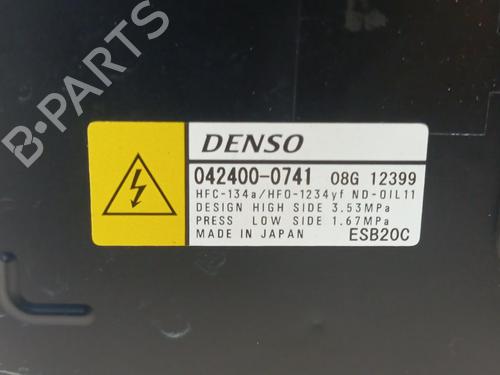 B-PARTS
DENSO
042400-0741 08G 12399
HFC-134a/HFO-1234yf ND-OIL11
DESIGN HIGH SIDE 3.53MPa
PRESS LOW SIDE 1.67MPa
MADE IN JAPAN ESB20C